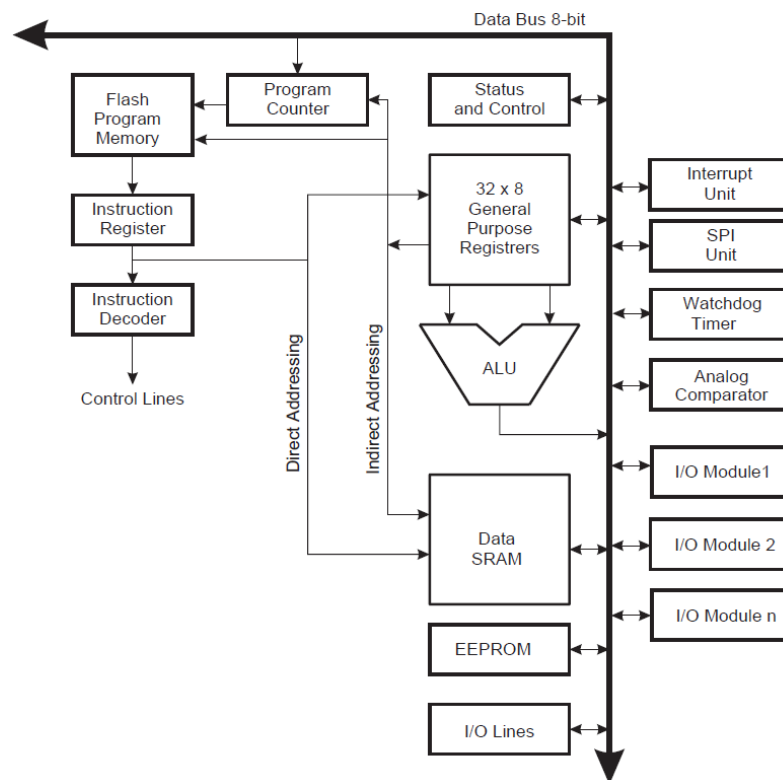 Data Bus 8-bit
Flash
Program
Memory
Program
Counter
Status
and Control
32 x 8
General
Purpose
Registrers
Interrupt
Unit
Instruction
Register
SPI
Unit
Instruction
Decoder
Watchdog
Timer
ALU
Analog
Comparator
Control Lines
Direct Addressing
Indirect Addressing
I/O Module1
Data
SRAM
I/O Module 2
I/O Module n
EEPROM
I/O Lines